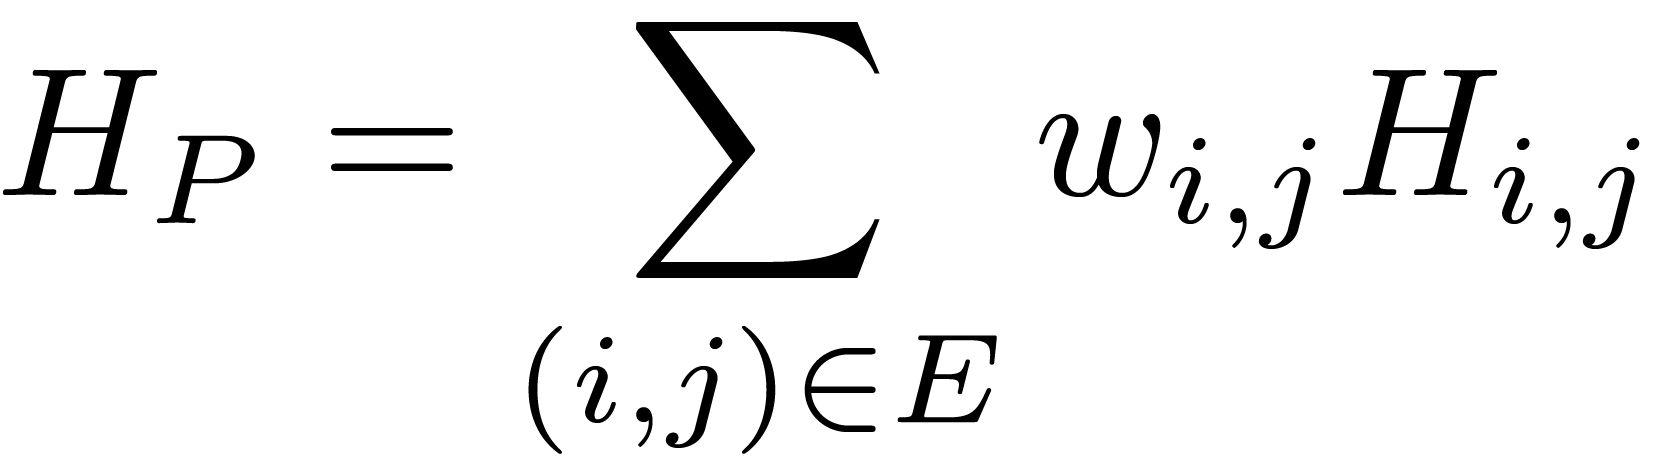 H_P = \sum_{(i,j) \in E} w_{i,j} H_{i,j}